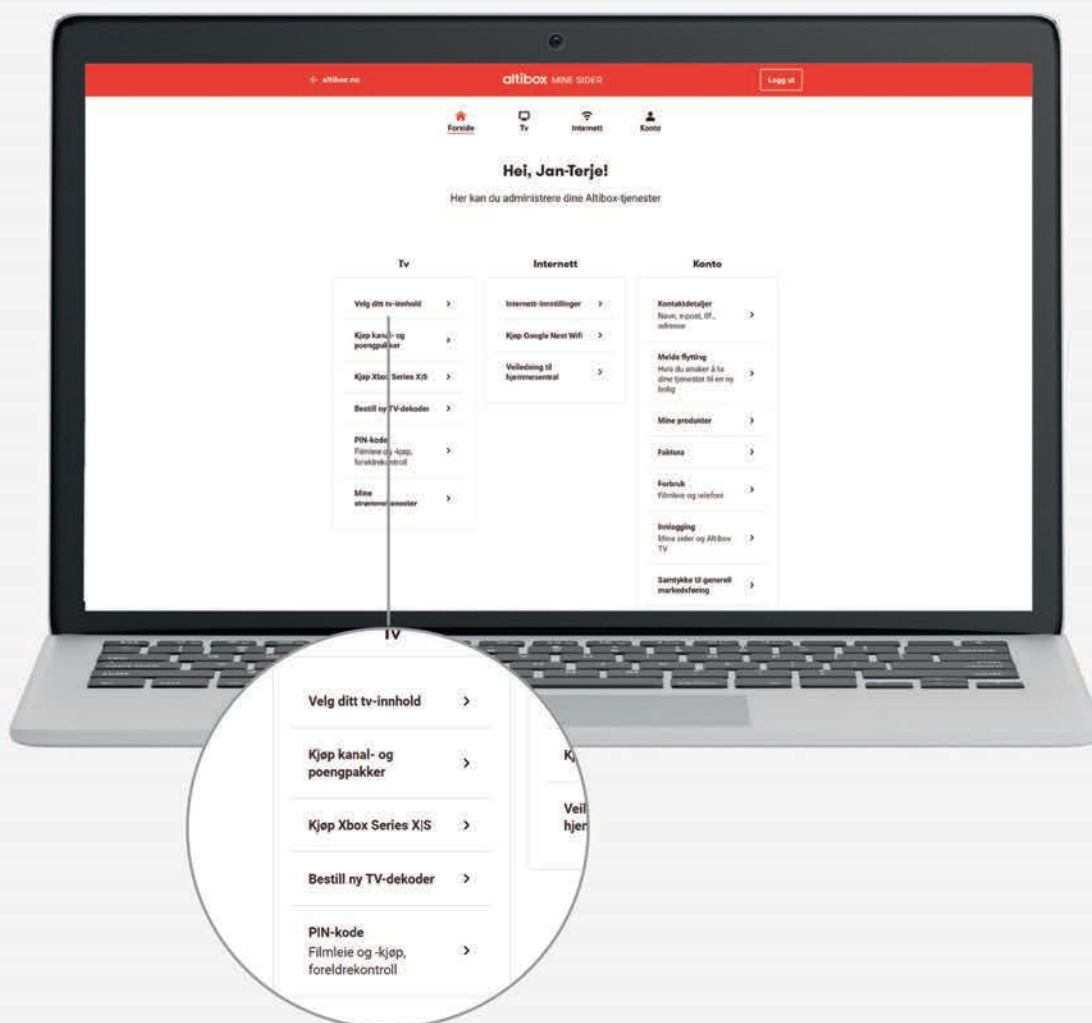 ← altibox.no
altibox MINE SIDER
Logg ut
Forside
Tv
Internett
Konto
Hei, Jan-Terje!
Her kan du administrere dine Altibox-tjenester
Tv
Velg ditt tv-innhold
Kjøp kanal- og
poengpakker
Kjøp Xbox Series X|S
Bestill ny TV-dekoder
PIN-kode
Filmleie og -kjøp,
foreldrekontroll
Mine
strømmetjenester
Internett
Internett-innstillinger
Kjøp Google Nest Wifi
Veiledning til
hjemmesentral
Konto
Kontaktdetaljer
Navn, e-post, tlf.,
adresse
Melde flytting
Hvis du ønsker å ta
dine tjenester til en ny
bolig
Mine produkter
Faktura
Forbruk
Filmleie og telefoni
Innlogging
Mine sider og Altibox
TV
Samtykke til generell
markedsføring
Tv
Velg ditt tv-innhold
Kjøp kanal- og
poengpakker
Kjøp Xbox Series X|S
Bestill ny TV-dekoder
PIN-kode
Filmleie og -kjøp,
foreldrekontroll
Kj
Veil
hjer